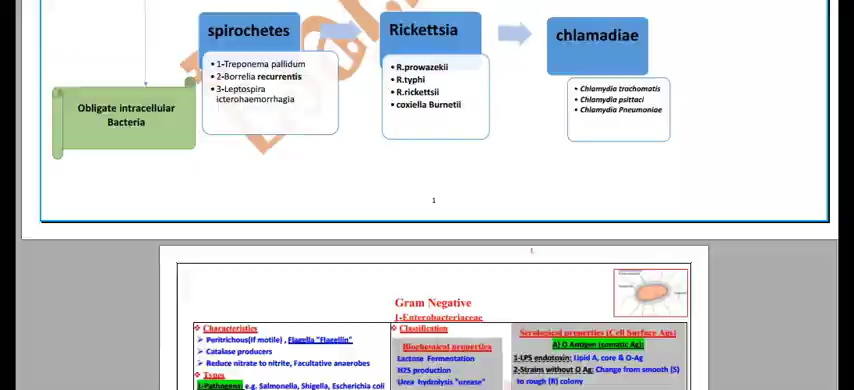 spirochetes
1-Treponema pallidum
2-Borrelia recurrentis
3-Leptospira
icterohaemorrhagia
Rickettsia
R.prowazekii
R.typhi
R.rickettsii
coxiella Burnetii
chlamadiae
Chlamydia trachomatis
Chlamydia psittaci
Chlamydia Pneumoniae
Obligate intracellular
Bacteria
1
1
Gram Negative
1-Enterobacteriaceae
Characteristics
Peritrichous(If motile) , Flagella "Flagellin"
Catalase producers
Reduce nitrate to nitrite, Facultative anaerobes
Types
1-Pathogens: e.g. Salmonella, Shigella, Escherichia coli
Classification
Biochemical properties
Lactose Fermentation
H2S production
Urea hydrolysis "urease"
Serological properties (Cell Surface Ags)
A) O Antigen (somatic Ag):
1-LPS endotoxin: Lipid A, core & O-Ag
2-Strains without O Ag: Change from smooth (S)
to rough (R) colony